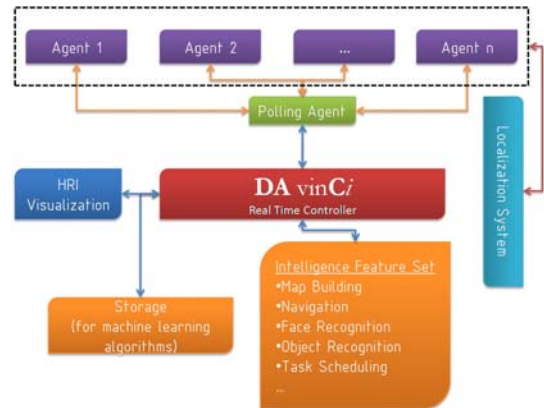 Agent 1
Agent 2
...
Agent n
Polling Agent
Localization System
HRI
Visualization
DA vinCi
Real Time Controller
Intelligence Feature Set
•Map Building
•Navigation
•Face Recognition
•Object Recognition
•Task Scheduling
...
Storage
(for machine learning
algorithms)